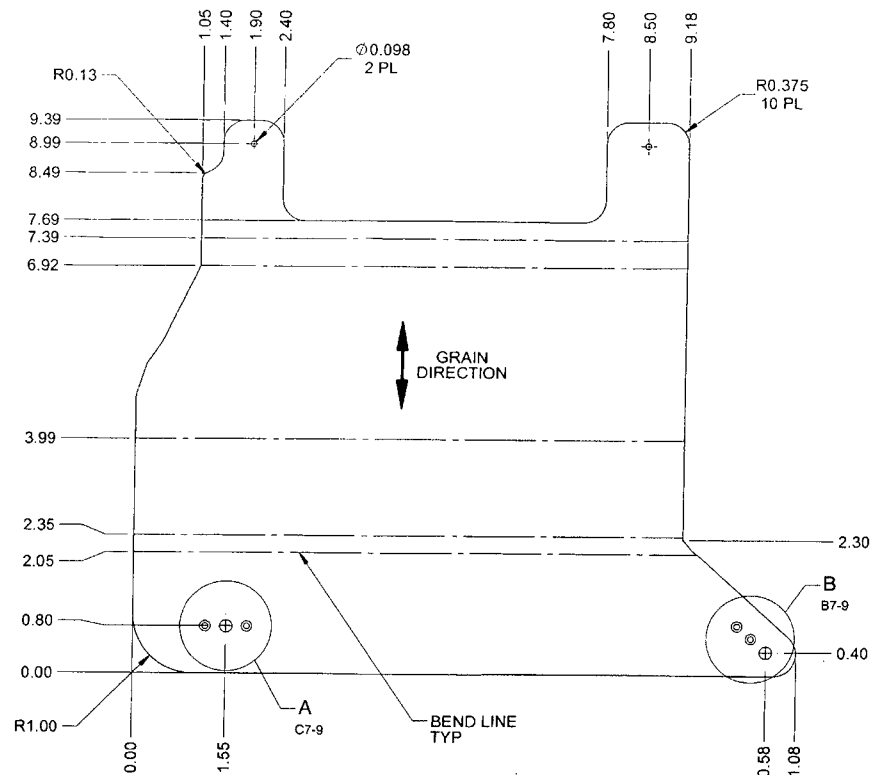 1.05
1.40
1.90
2.40
7.80
8.50
9.18
Ø0.098
2 PL
R0.13
R0.375
10 PL
9.39
8.99
8.49
7.69
7.39
6.92
GRAIN
DIRECTION
3.99
2.35
2.05
2.30
B
B7-9
0.80
0.40
0.00
R1.00
A
C7-9
BEND LINE
TYP
0.00
1.55
0.58
1.08